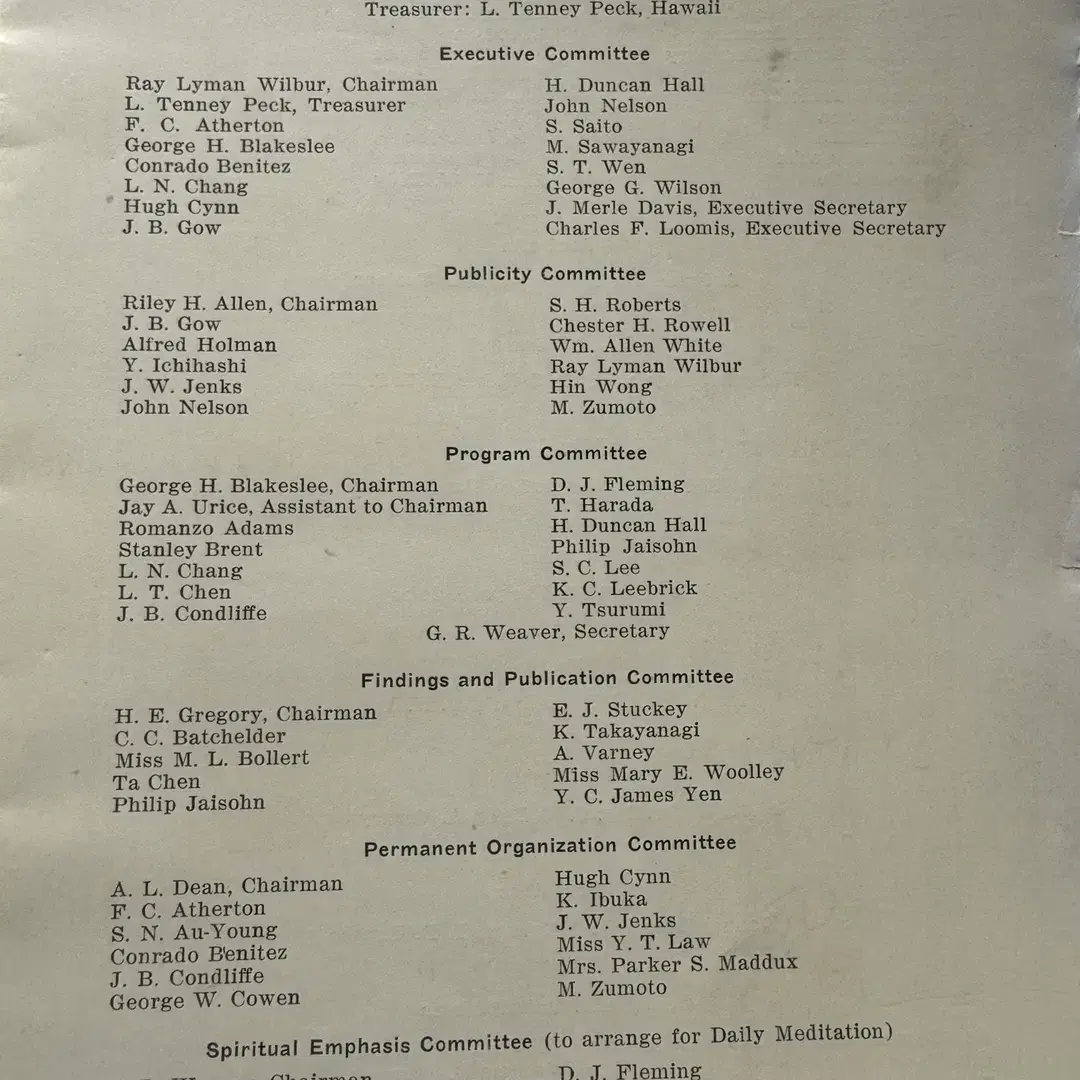 Treasurer: L. Tenney Peck, Hawaii
Executive Committee
Ray Lyman Wilbur, Chairman
L. Tenney Peck, Treasurer
F. C. Atherton
George H. Blakeslee
Conrado Benitez
L. N. Chang
Hugh Cynn
J. B. Gow
H. Duncan Hall
John Nelson
S. Saito
M. Sawayanagi
S. T. Wen
George G. Wilson
J. Merle Davis, Executive Secretary
Charles F. Loomis, Executive Secretary
Publicity Committee
Riley H. Allen, Chairman
J. B. Gow
Alfred Holman
Y. Ichihashi
J. W. Jenks
John Nelson
S. H. Roberts
Chester H. Rowell
Wm. Allen White
Ray Lyman Wilbur
Hin Wong
M. Zumoto
Program Committee
George H. Blakeslee, Chairman
Jay A. Urice, Assistant to Chairman
Romanzo Adams
Stanley Brent
L. N. Chang
L. T. Chen
J. B. Condliffe
D. J. Fleming
T. Harada
H. Duncan Hall
Philip Jaisohn
S. C. Lee
K. C. Leebrick
Y. Tsurumi
G. R. Weaver, Secretary
Findings and Publication Committee
H. E. Gregory, Chairman
C. C. Batchelder
Miss M. L. Bollert
Ta Chen
Philip Jaisohn
E. J. Stuckey
K. Takayanagi
A. Varney
Miss Mary E. Woolley
Y. C. James Yen
Permanent Organization Committee
A. L. Dean, Chairman
F. C. Atherton
S. N. Au-Young
Conrado Benitez
J. B. Condliffe
George W. Cowen
Hugh Cynn
K. Ibuka
J. W. Jenks
Miss Y. T. Law
Mrs. Parker S. Maddux
M. Zumoto
Spiritual Emphasis Committee (to arrange for Daily Meditation)
Chairman
D. J. Fleming